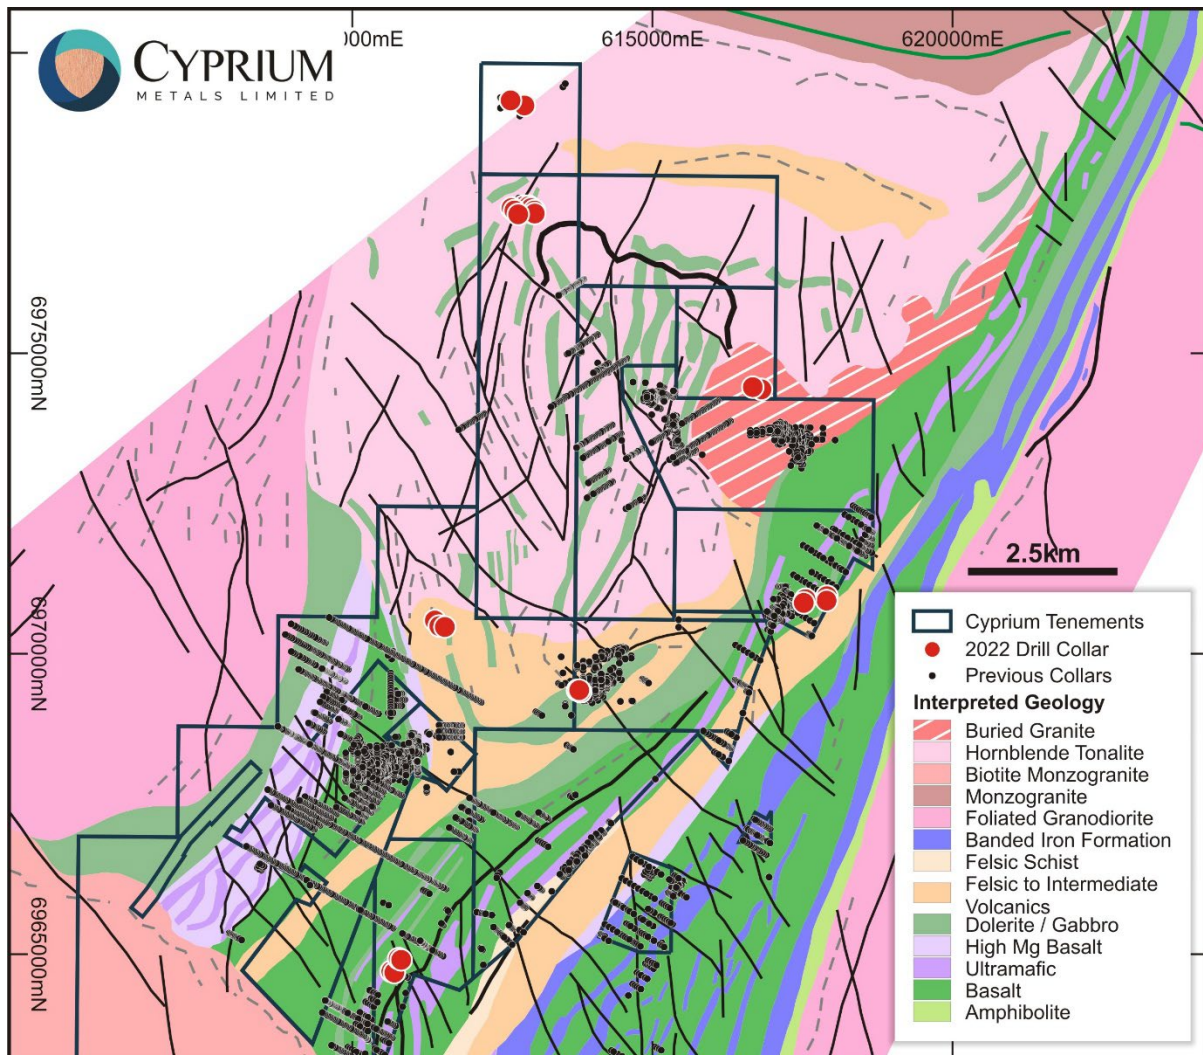 CYPRIUM
METALS LIMITED
000mE
615000mE
620000mE
6975000mN
6970000mN
6965000mN
2.5km
Cyprium Tenements
2022 Drill Collar
Previous Collars
Interpreted Geology
Buried Granite
Hornblende Tonalite
Biotite Monzogranite
Monzogranite
Foliated Granodiorite
Banded Iron Formation
Felsic Schist
Felsic to Intermediate
Volcanics
Dolerite / Gabbro
High Mg Basalt
Ultramafic
Basalt
Amphibolite